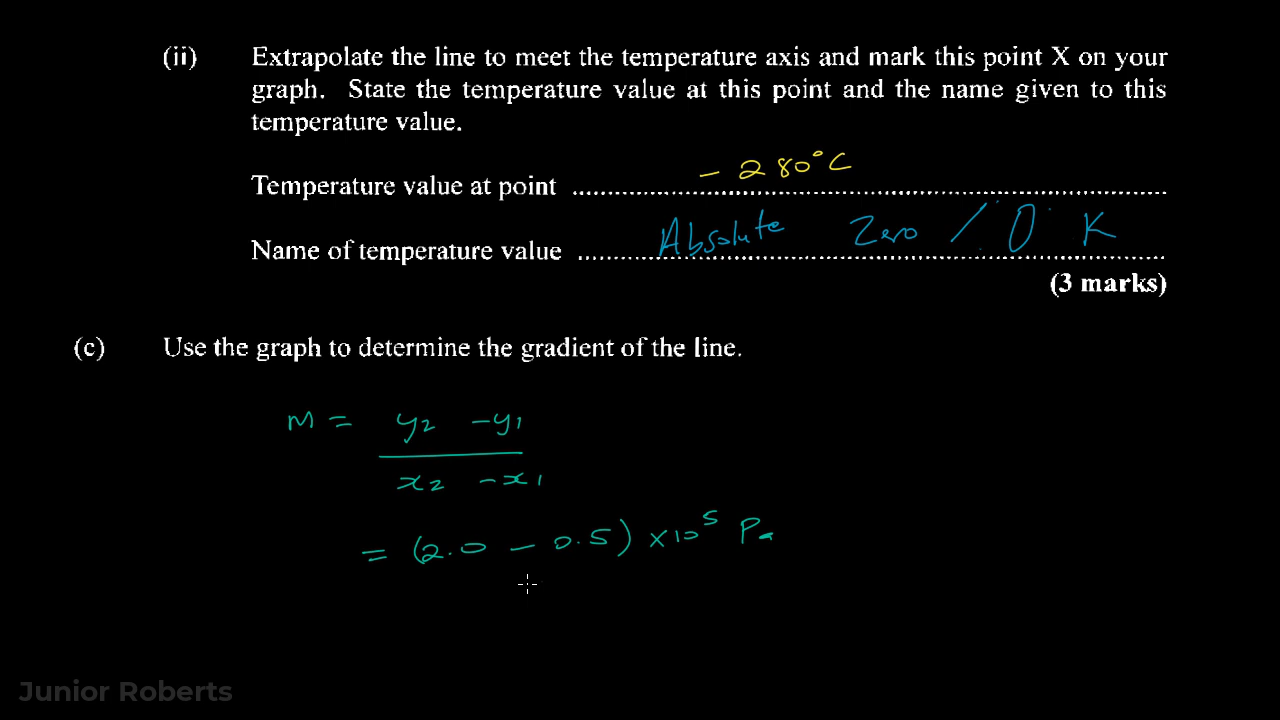 (ii) Extrapolate the line to meet the temperature axis and mark this point X on your
graph. State the temperature value at this point and the name given to this
temperature value.
Temperature value at point ........ - 280°C
Name of temperature value ........ Absolute Zero / 0 K
(3 marks)
(c) Use the graph to determine the gradient of the line.
M = y2 - y1
x2 - x1
= (2.0 - 0.5) ×10^5 Pa
Junior Roberts